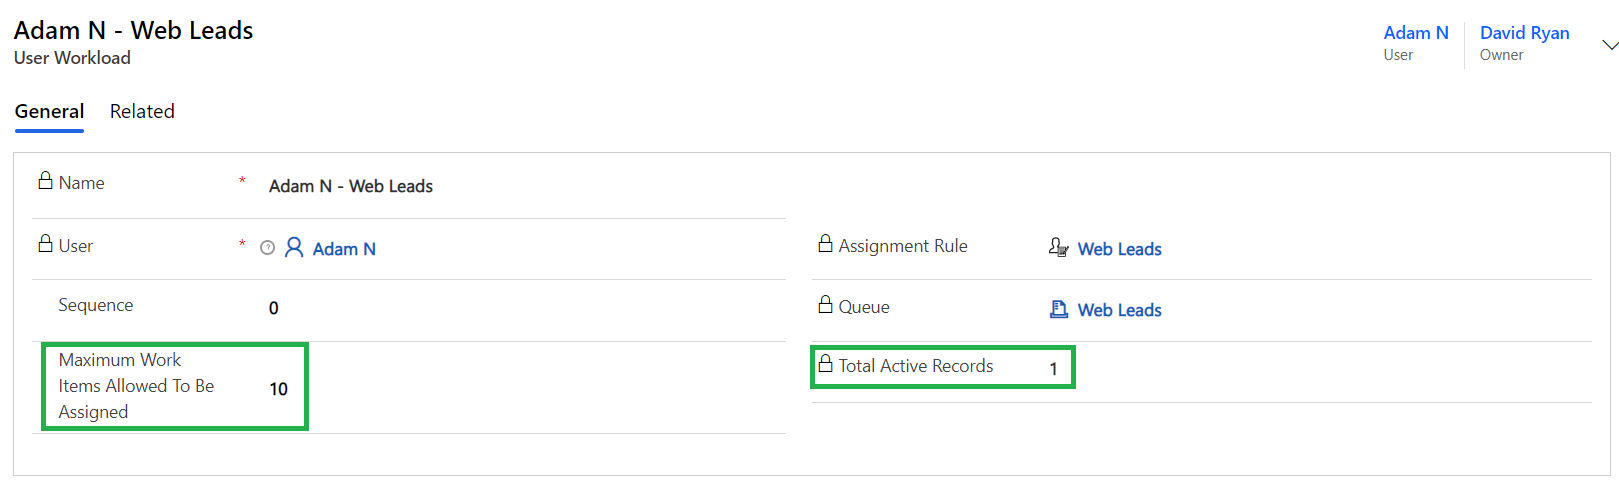 Adam N - Web Leads
User Workload
Adam N
User
David Ryan
Owner
General
Related
Name
*
Adam N - Web Leads
User
*
Adam N
Assignment Rule
Web Leads
Sequence
0
Queue
Web Leads
Maximum Work
Items Allowed To Be
Assigned
10
Total Active Records
1